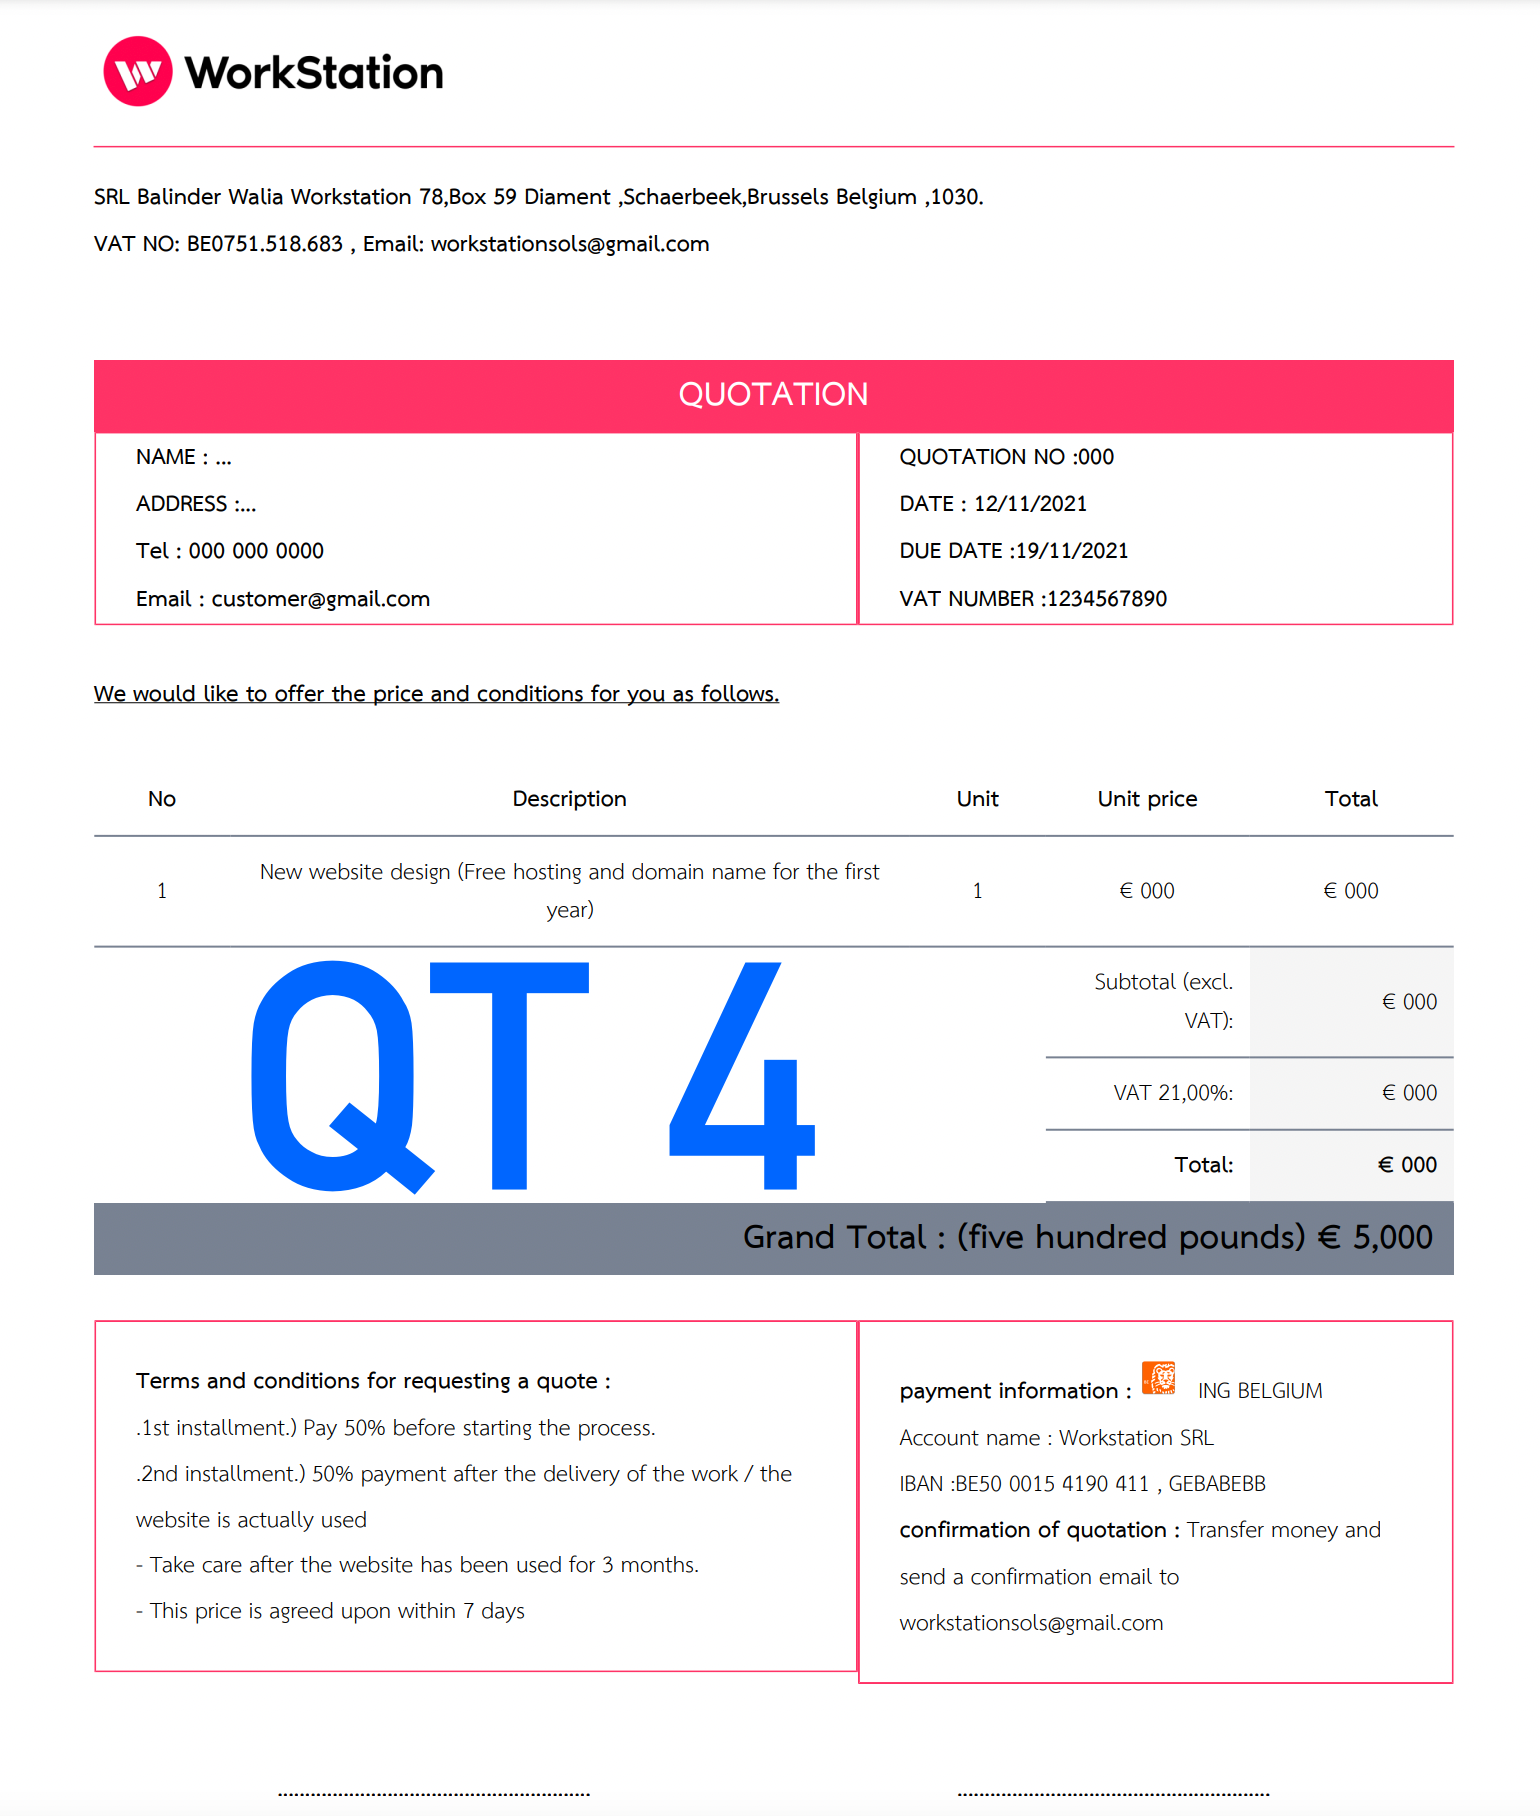 WorkStation
SRL Balinder Walia Workstation 78,Box 59 Diament ,Schaerbeek,Brussels Belgium ,1030.
VAT NO: BE0751.518.683 , Email: workstationsols@gmail.com
QUOTATION
NAME : ...
ADDRESS :...
Tel : 000 000 0000
Email : customer@gmail.com
QUOTATION NO :000
DATE : 12/11/2021
DUE DATE :19/11/2021
VAT NUMBER :1234567890
We would like to offer the price and conditions for you as follows.
No Description Unit Unit price Total
1 New website design (Free hosting and domain name for the first
year) 1 € 000 € 000
QT 4
Subtotal (excl.
VAT): € 000
VAT 21,00%: € 000
Total: € 000
Grand Total : (five hundred pounds) € 5,000
Terms and conditions for requesting a quote :
.1st installment.) Pay 50% before starting the process.
.2nd installment.) 50% payment after the delivery of the work / the
website is actually used
- Take care after the website has been used for 3 months.
- This price is agreed upon within 7 days
payment information : ING BELGIUM
Account name : Workstation SRL
IBAN :BE50 0015 4190 411 , GEBABEBB
confirmation of quotation : Transfer money and
send a confirmation email to
workstationsols@gmail.com